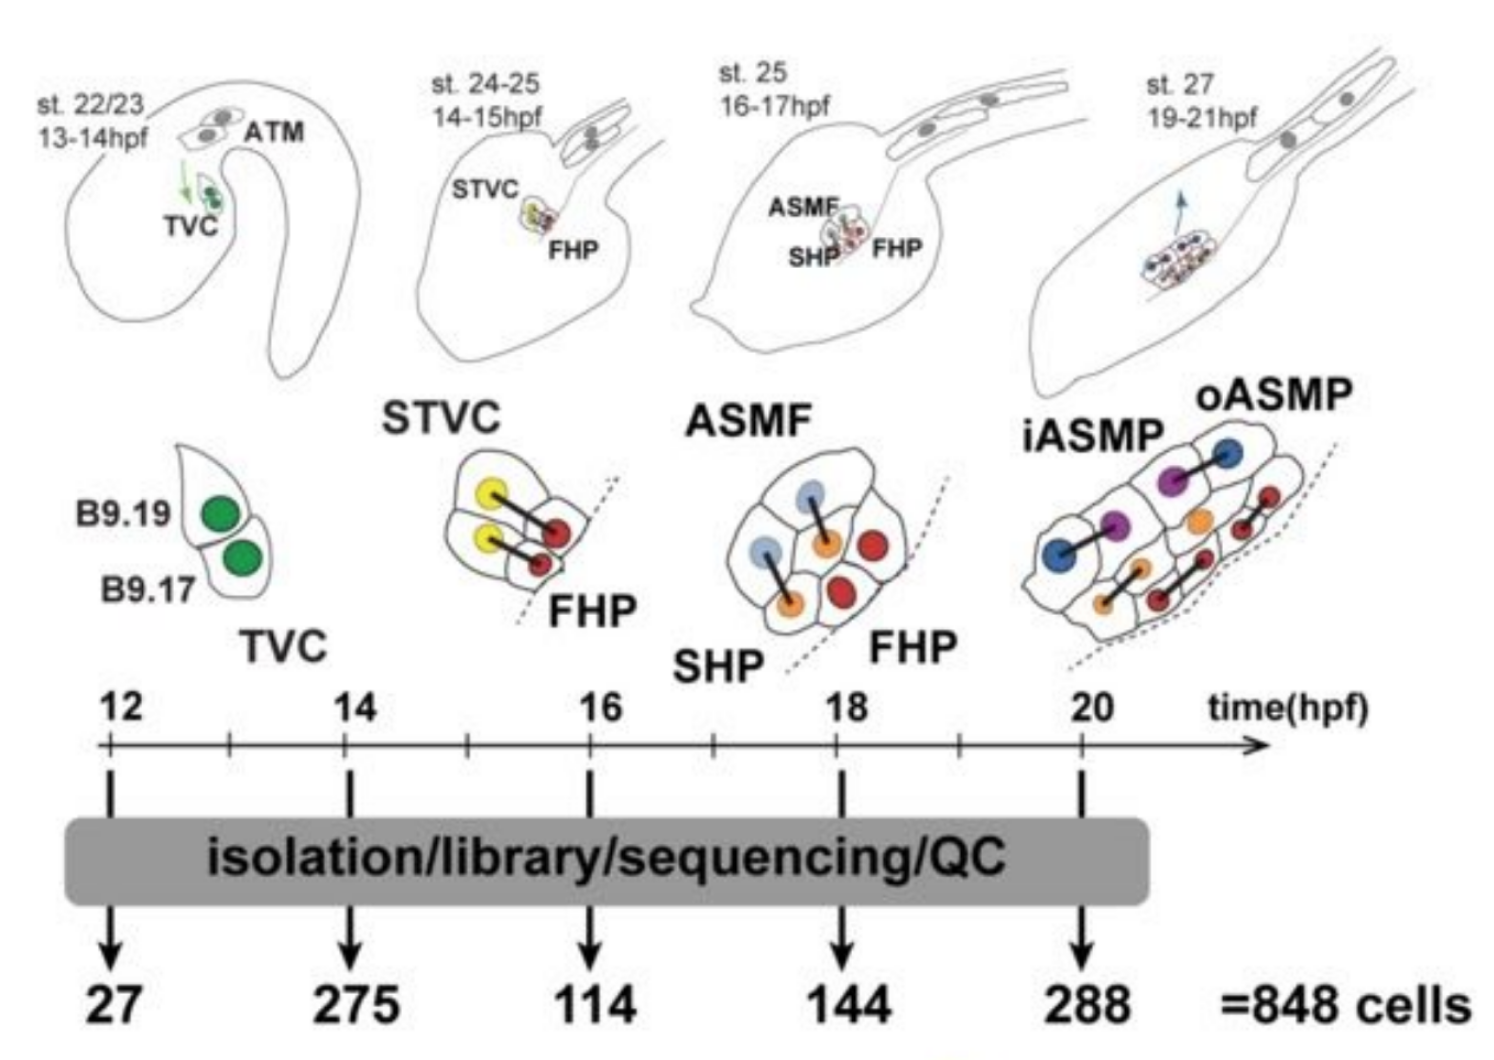 st. 22/23
13-14hpf
ATM
TVC
st. 24-25
14-15hpf
STVC
FHP
st. 25
16-17hpf
ASMF
SHP
FHP
st. 27
19-21hpf
B9.19
B9.17
TVC
STVC
FHP
ASMF
SHP
FHP
iASMP
oASMP
12 14 16 18 20 time(hpf)
isolation/library/sequencing/QC
27 275 114 144 288 =848 cells